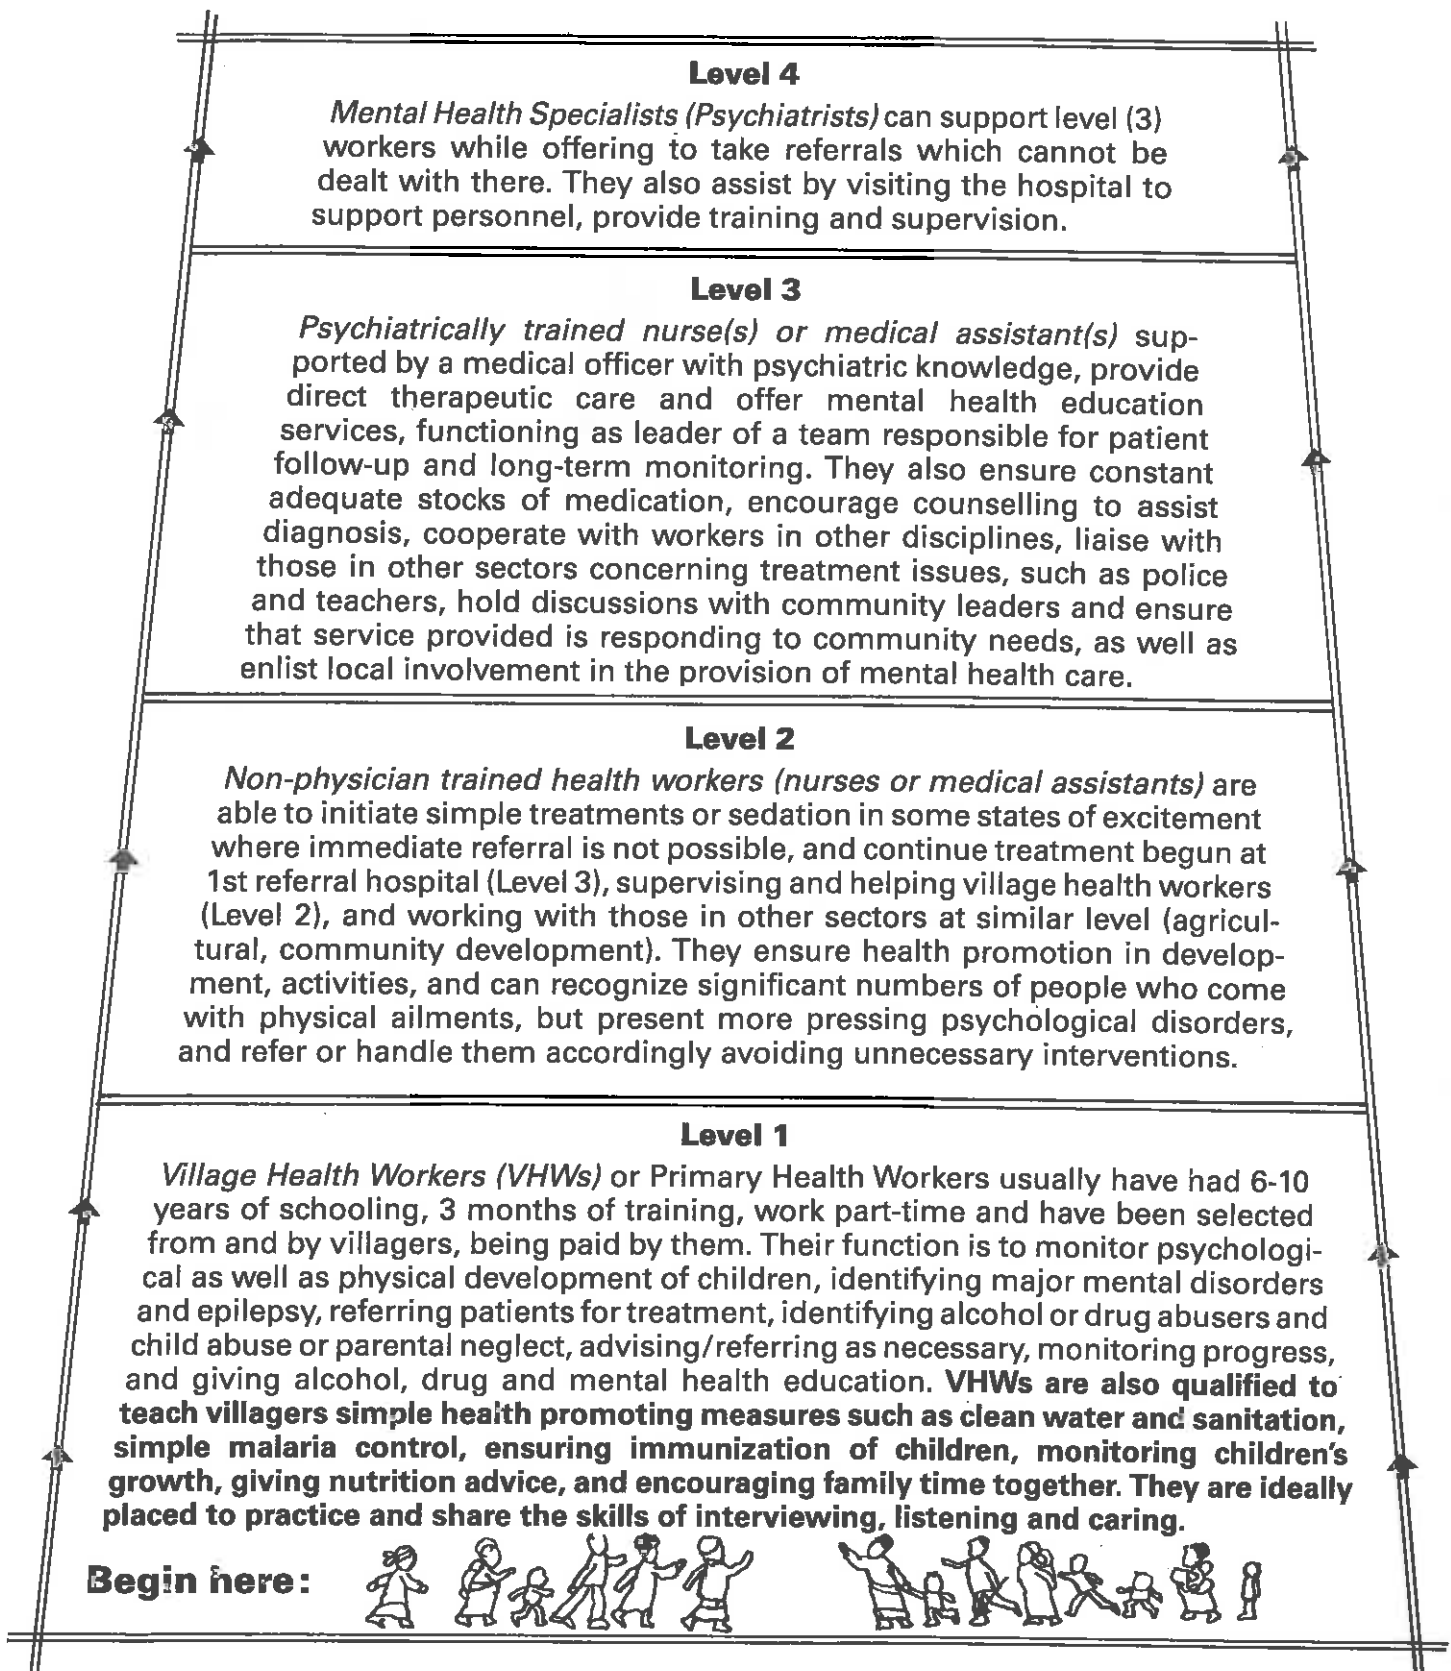 Level 4
Mental Health Specialists (Psychiatrists) can support level (3)
workers while offering to take referrals which cannot be
dealt with there. They also assist by visiting the hospital to
support personnel, provide training and supervision.
Level 3
Psychiatrically trained nurse(s) or medical assistant(s) sup-
ported by a medical officer with psychiatric knowledge, provide
direct therapeutic care and offer mental health education
services, functioning as leader of a team responsible for patient
follow-up and long-term monitoring. They also ensure constant
adequate stocks of medication, encourage counselling to assist
diagnosis, cooperate with workers in other disciplines, liaise with
those in other sectors concerning treatment issues, such as police
and teachers, hold discussions with community leaders and ensure
that service provided is responding to community needs, as well as
enlist local involvement in the provision of mental health care.
Level 2
Non-physician trained health workers (nurses or medical assistants) are
able to initiate simple treatments or sedation in some states of excitement
where immediate referral is not possible, and continue treatment begun at
1st referral hospital (Level 3), supervising and helping village health workers
(Level 2), and working with those in other sectors at similar level (agricul-
tural, community development). They ensure health promotion in develop-
ment, activities, and can recognize significant numbers of people who come
with physical ailments, but present more pressing psychological disorders,
and refer or handle them accordingly avoiding unnecessary interventions.
Level 1
Village Health Workers (VHWs) or Primary Health Workers usually have had 6-10
years of schooling, 3 months of training, work part-time and have been selected
from and by villagers, being paid by them. Their function is to monitor psychologi-
cal as well as physical development of children, identifying major mental disorders
and epilepsy, referring patients for treatment, identifying alcohol or drug abusers and
child abuse or parental neglect, advising/referring as necessary, monitoring progress,
and giving alcohol, drug and mental health education. VHWs are also qualified to
teach villagers simple health promoting measures such as clean water and sanitation,
simple malaria control, ensuring immunization of children, monitoring children's
growth, giving nutrition advice, and encouraging family time together. They are ideally
placed to practice and share the skills of interviewing, listening and caring.
Begin here: